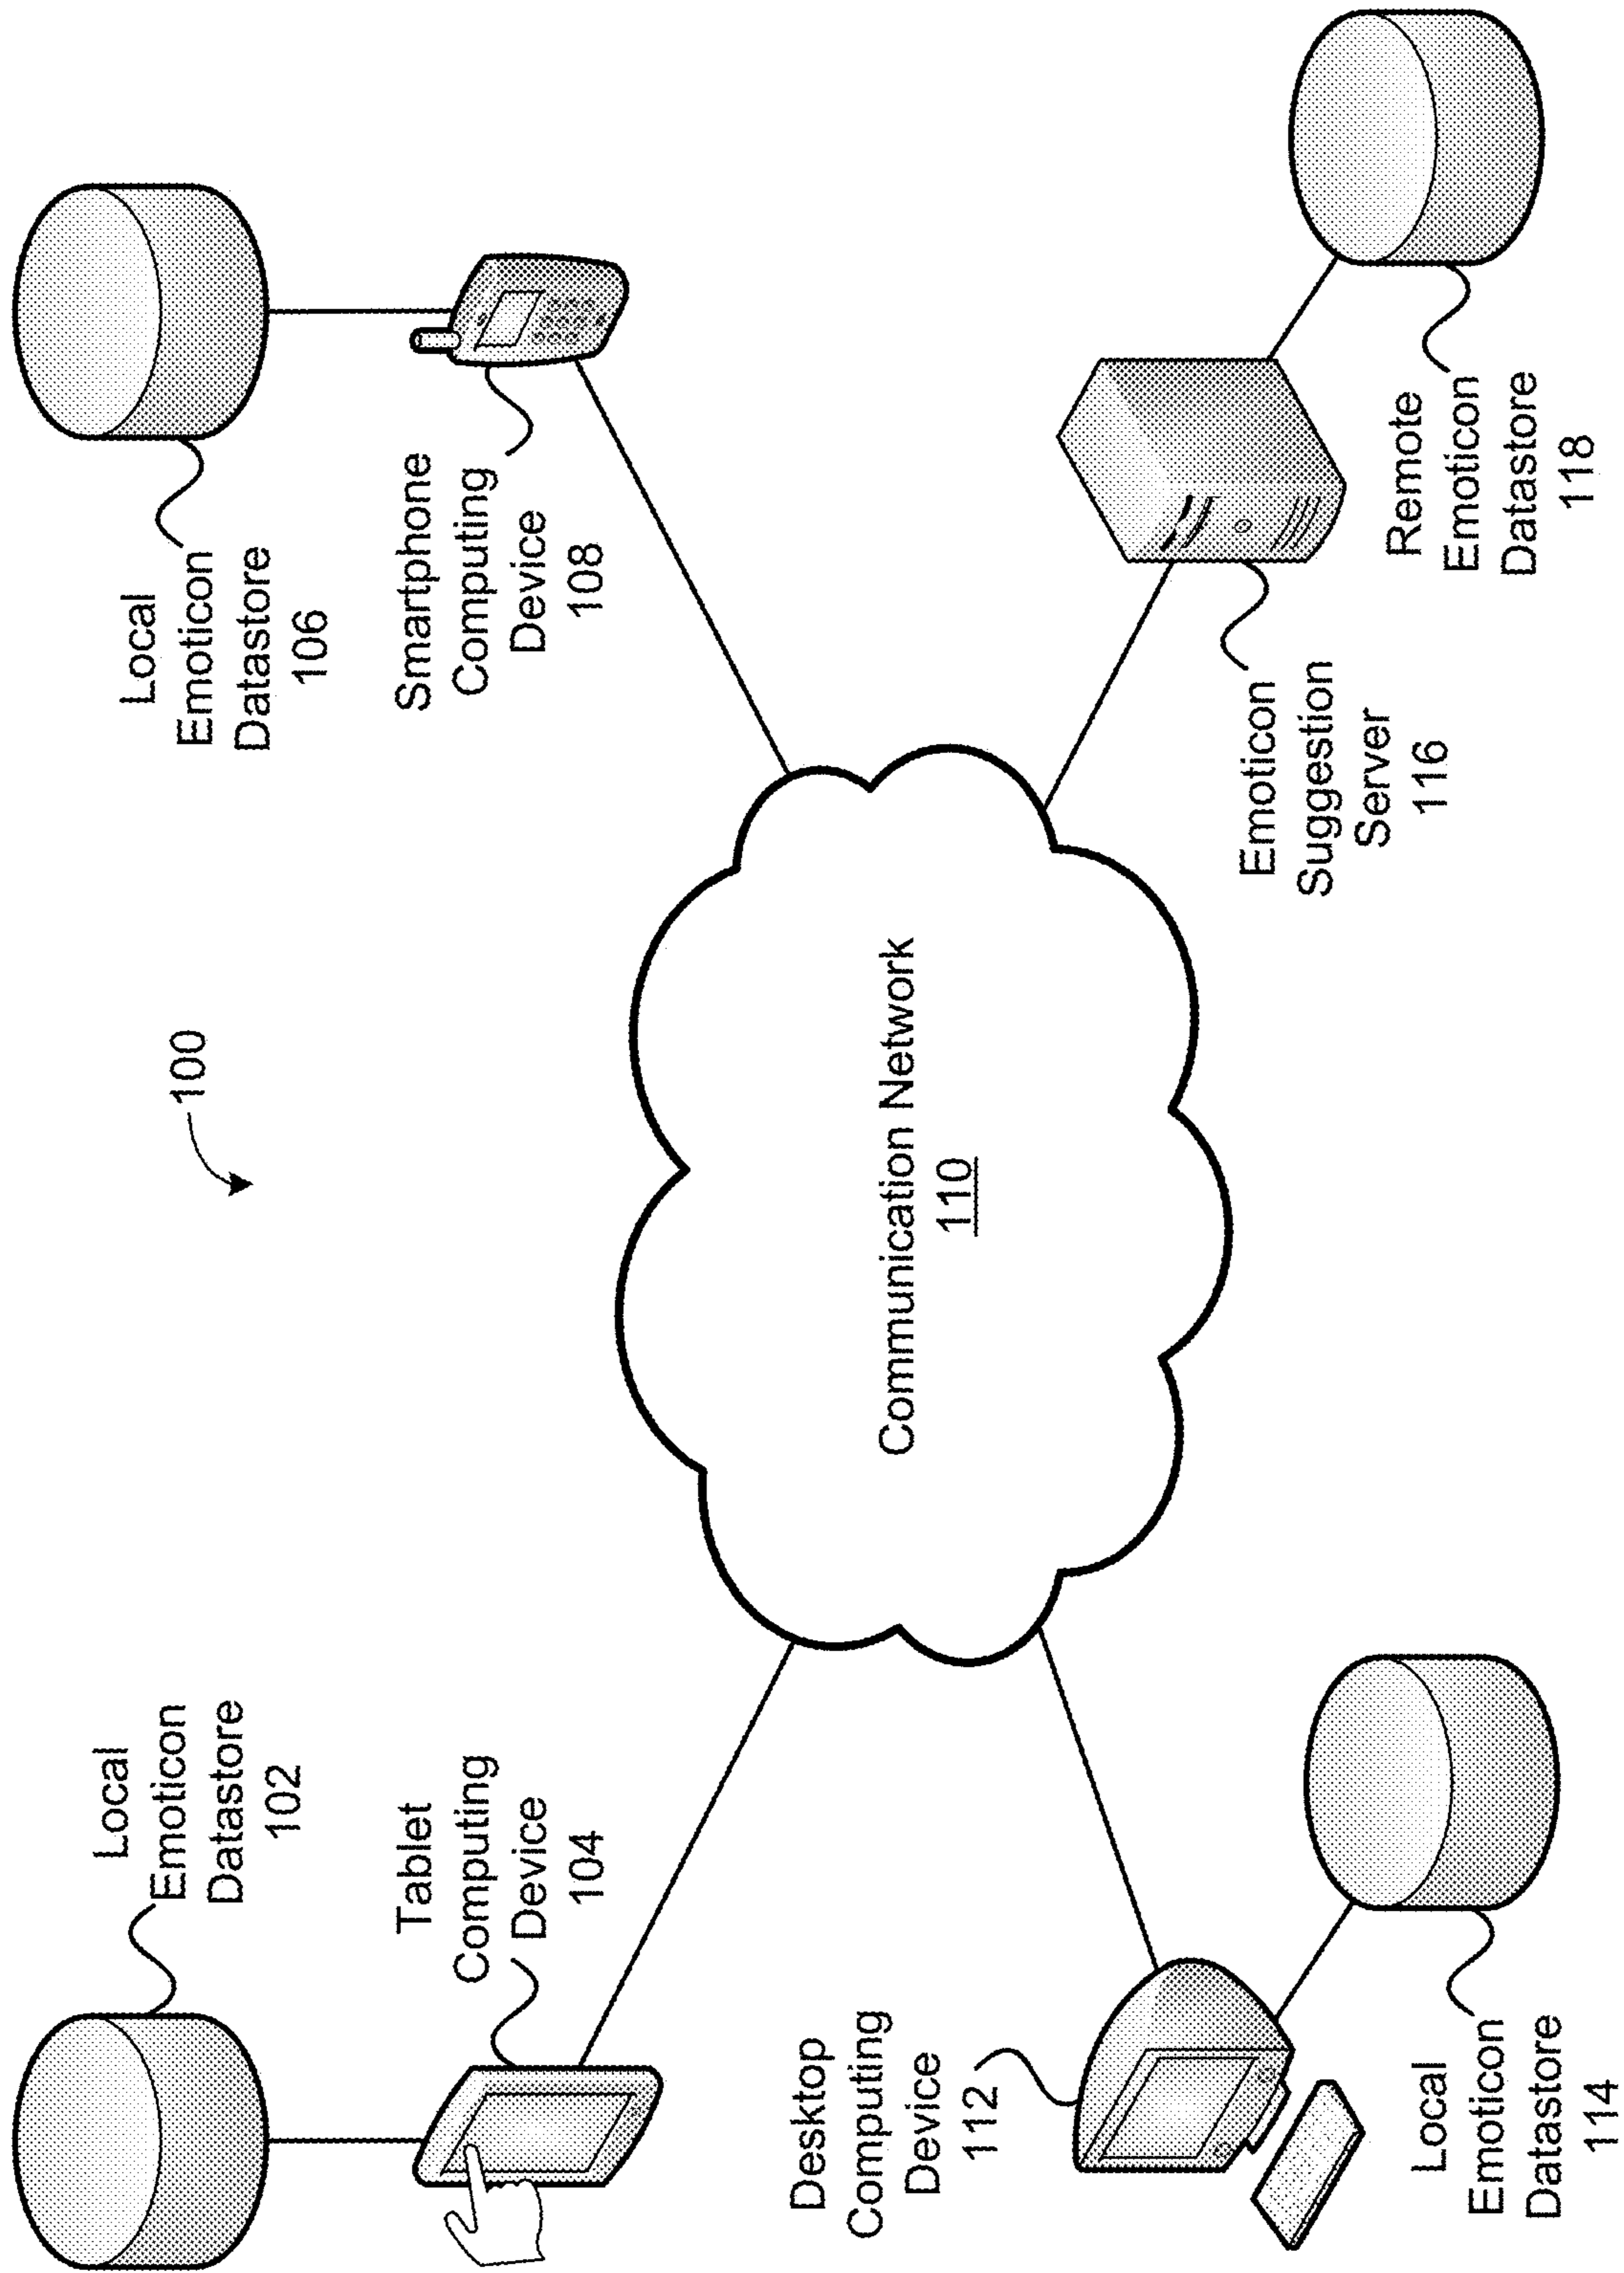 100
Local
Emoticon
Datastore
102
Tablet
Computing
Device
104
Local
Emoticon
Datastore
106
Smartphone
Computing
Device
108
Communication Network
110
Desktop
Computing
Device
112
Local
Emoticon
Datastore
114
Emoticon
Suggestion
Server
116
Remote
Emoticon
Datastore
118